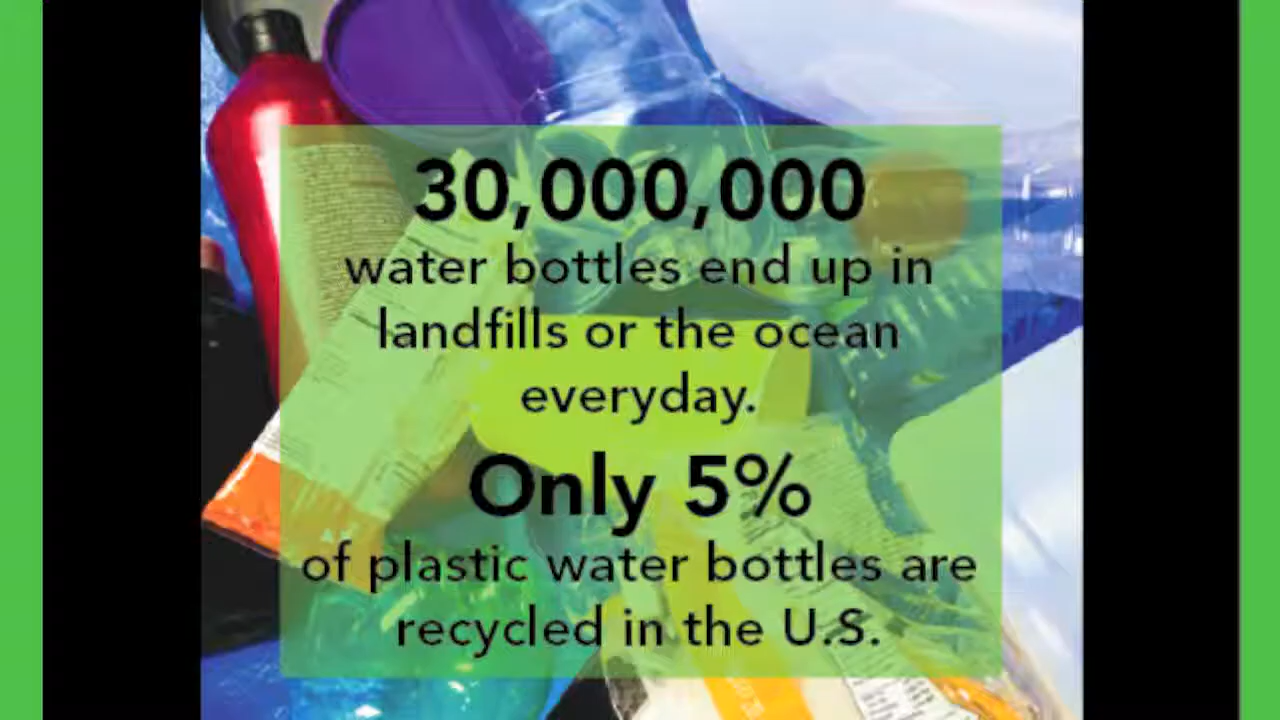 30,000,000
water bottles end up in
landfills or the ocean
everyday.
Only 5%
of plastic water bottles are
recycled in the U.S.